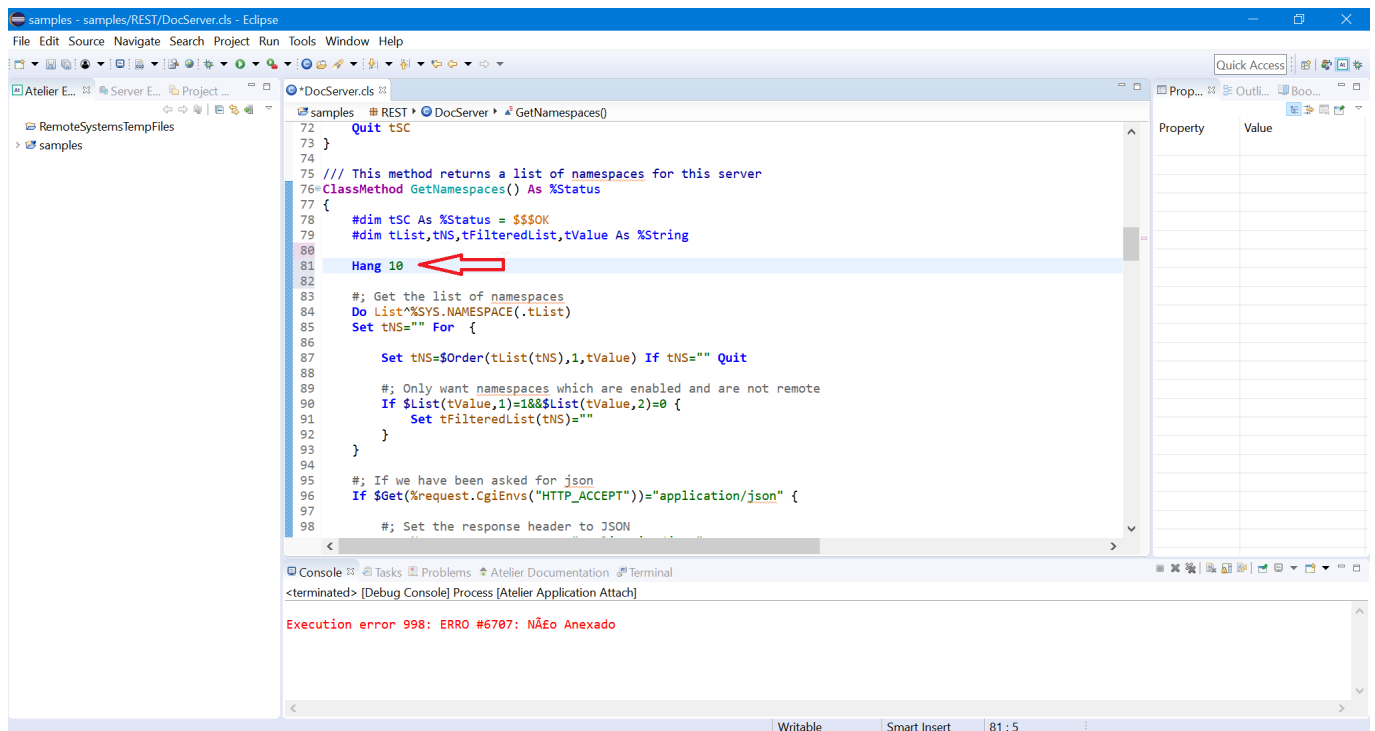 samples - samples/REST/DocServer.cls - Eclipse
File Edit Source Navigate Search Project Run Tools Window Help
Quick Access
Atelier E... Server E... Project ...
*DocServer.cls
Prop... Outli... Boo...
samples REST DocServer GetNamespaces()
RemoteSystemsTempFiles
samples
Property Value
72 Quit tSC
73 }
74
75 /// This method returns a list of namespaces for this server
76 ClassMethod GetNamespaces() As %Status
77 {
78 #dim tSC As %Status = $$$OK
79 #dim tList,tNS,tFilteredList,tValue As %String
80
81 Hang 10
82
83 #; Get the list of namespaces
84 Do List^%SYS.NAMESPACE(.tList)
85 Set tNS="" For {
86
87 Set tNS=$Order(tList(tNS),1,tValue) If tNS="" Quit
88
89 #; Only want namespaces which are enabled and are not remote
90 If $List(tValue,1)=1&&$List(tValue,2)=0 {
91 Set tFilteredList(tNS)=""
92 }
93 }
94
95 #; If we have been asked for json
96 If $Get(%request.CgiEnvs("HTTP_ACCEPT"))="application/json" {
97
98 #; Set the response header to JSON
Console Tasks Problems Atelier Documentation Terminal
<terminated> [Debug Console] Process [Atelier Application Attach]
Execution error 998: ERRO #6707: NÃ£o Anexado
Writable Smart Insert 81 : 5